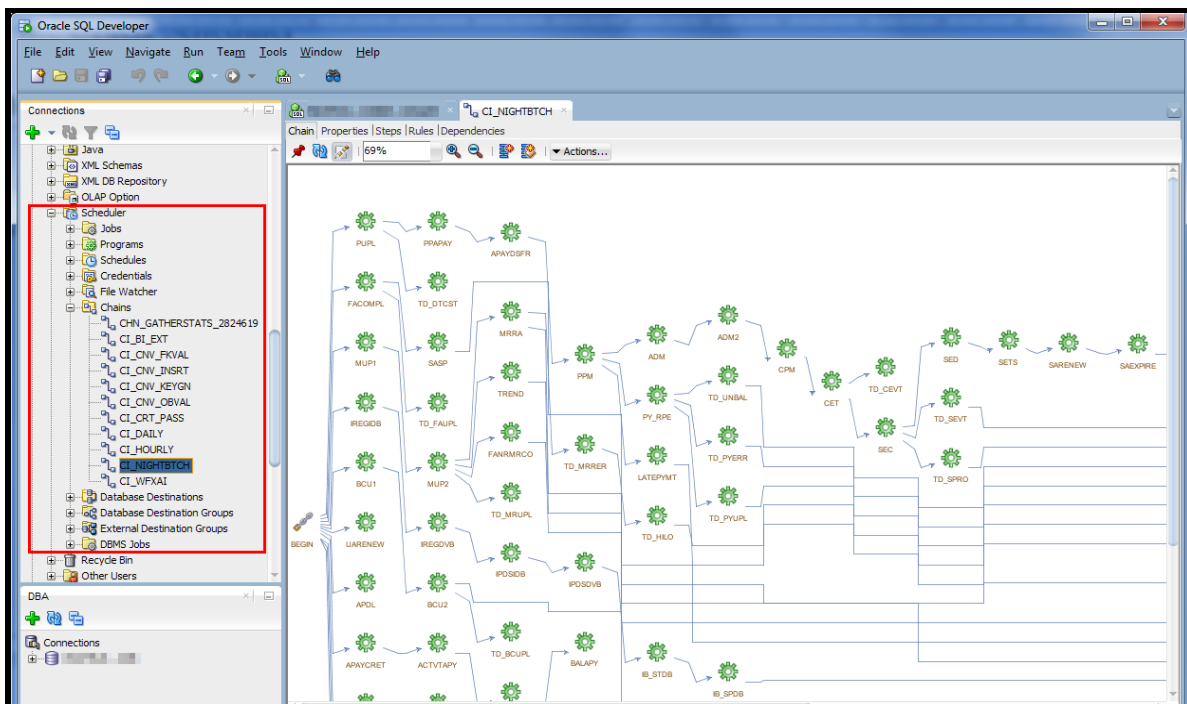 Oracle SQL Developer
File Edit View Navigate Run Team Tools Window Help
Connections
CI_NIGHTBTCH
Chain Properties Steps Rules Dependencies
69% Actions...
Java
XML Schemas
XML DB Repository
OLAP Option
Scheduler
Jobs
Programs
Schedules
Credentials
File Watcher
Chains
CHN_GATHERSTATS_2824619
CI_BI_EXT
CI_CNV_FKVAL
CI_CNV_INSRT
CI_CNV_KEYGN
CI_CNV_OBVAL
CI_CRT_PASS
CI_DAILY
CI_HOURLY
CI_NIGHTBTCH
CI_WFXAI
Database Destinations
Database Destination Groups
External Destination Groups
DBMS Jobs
Recycle Bin
Other Users
DBA
Connections
PUPL PPAPAY APAYDSFR
FACOMPL TD_DTCST
MRRA ADM ADM2
MUP1 SASP PPM CPM SED SETS SARENEW SAEXPIRE
TREND TD_UNBAL CET TD_CEVT
IREGIDB TD_FAUPL PY_RPE TD_SEVT
FANRMRCO SEC
BCU1 MUP2 TD_MRRER LATEPYMT TD_PYERR TD_SPRO
TD_MRUPL TD_PYUPL
BEGIN UARENEW IREGDVB TD_HILO
IPDSIDB IPDSDVB
APDL BCU2
TD_BCUPL BALAPY
APAYCRET ACTVTAPY IB_STDB
IB_SPDB